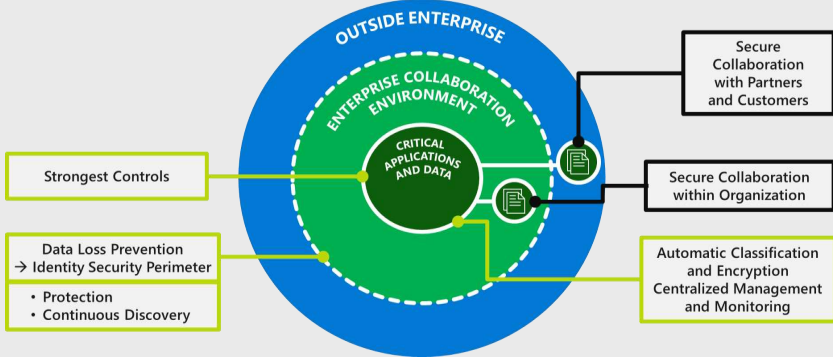 OUTSIDE ENTERPRISE
ENTERPRISE COLLABORATION
ENVIRONMENT
CRITICAL
APPLICATIONS
AND DATA
Secure
Collaboration
with Partners
and Customers
Strongest Controls
Secure Collaboration
within Organization
Data Loss Prevention
→ Identity Security Perimeter
• Protection
• Continuous Discovery
Automatic Classification
and Encryption
Centralized Management
and Monitoring